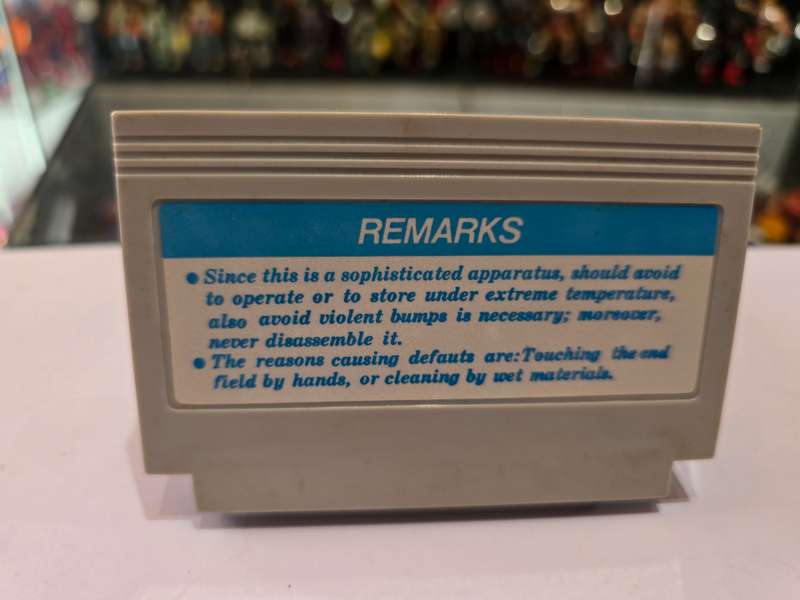 REMARKS
● Since this is a sophisticated apparatus, should avoid
to operate or to store under extreme temperature,
also avoid violent bumps is necessary; moreover,
never disassemble it.
● The reasons causing defauts are:Touching the end
field by hands, or cleaning by wet materials.